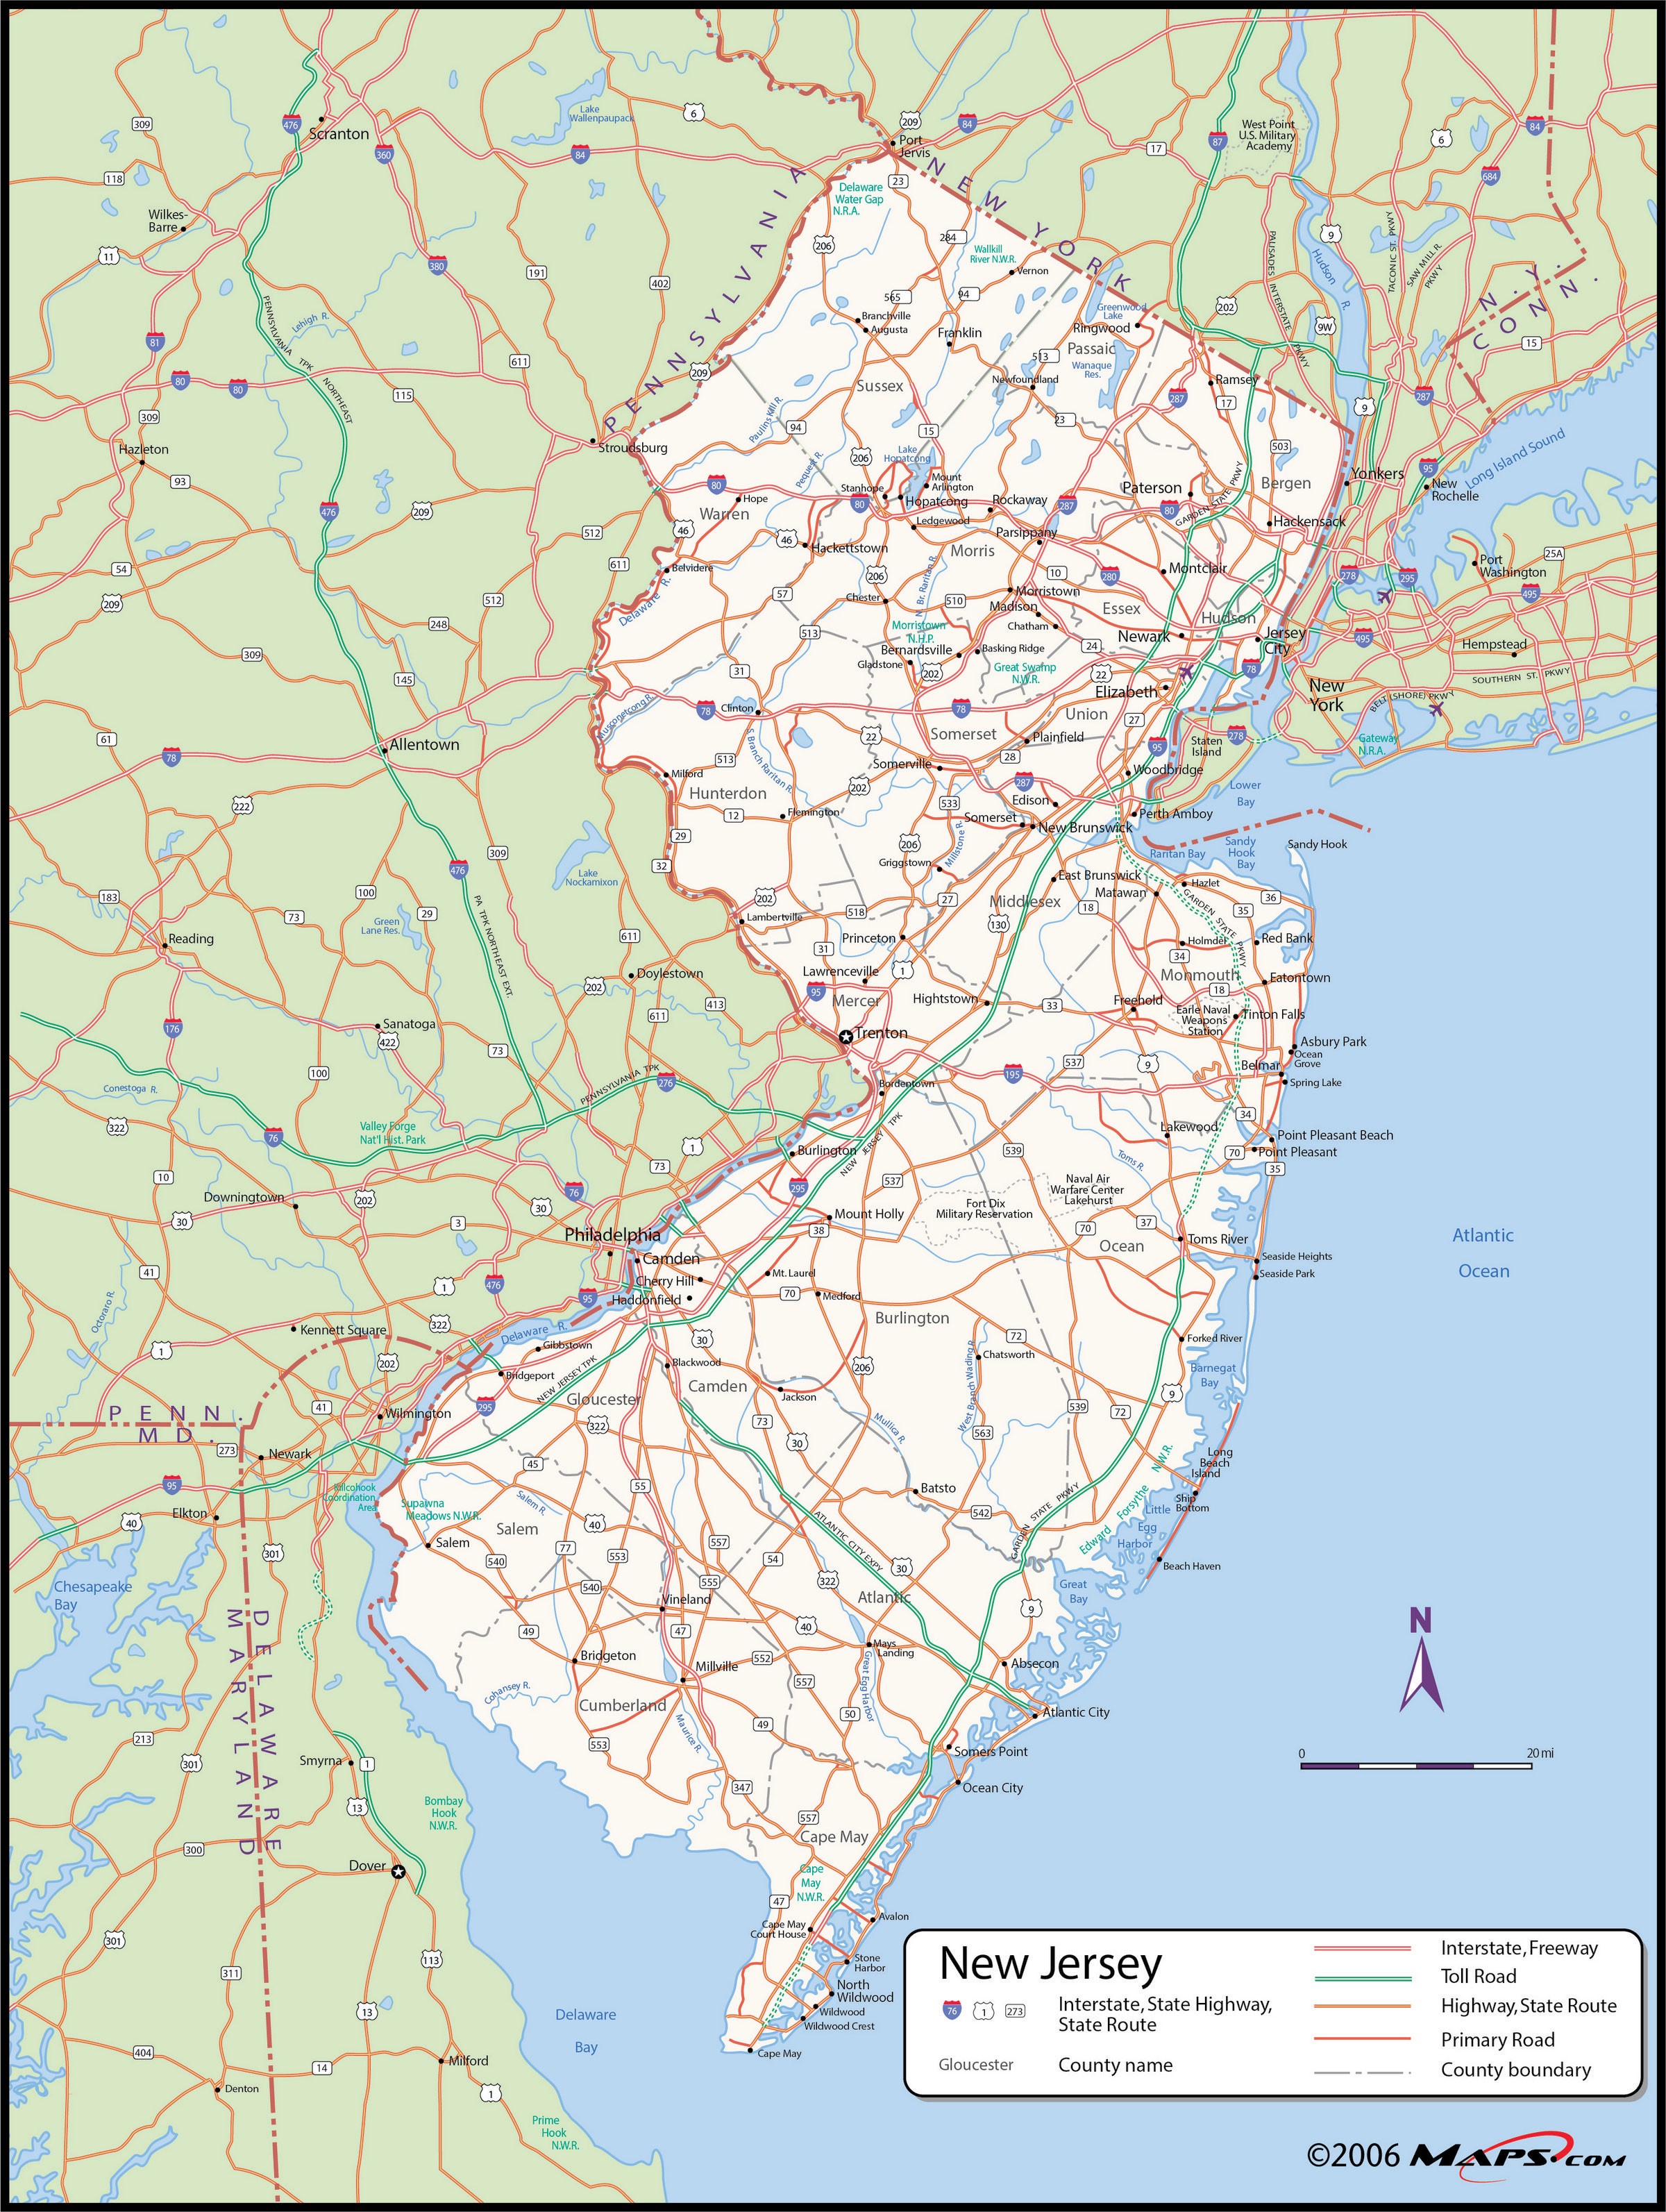 309
476
Scranton
360
84
Lake
Wallenpaupack
6
209
84
Port
Jervis
17
87
West Point
U.S. Military
Academy
6
84
684
118
Wilkes-
Barre
11
380
191
402
PENNSYLVANIA
Delaware
Water Gap
N.R.A.
23
206
284
NEW YORK
Wallkill
River N.W.R.
Vernon
565
94
Branchville
Augusta
Franklin
Greenwood
Lake
Ringwood
202
PALISADES INTERSTATE PKWY
9
Hudson R.
9W
TACONIC ST. PKWY
SAW MILL R.
PKWY
N.Y.
CONN.
15
81
PENNSYLVANIA TPK NORTHEAST
Lehigh R.
80
80
611
209
115
309
Hazleton
93
Stroudsburg
476
209
512
Sussex
513
Passaic
Wanaque
Res.
Newfoundland
Ramsey
287
17
9
287
23
503
Paulins Kill R.
94
15
Pequest R.
206
Lake
Hopatcong
Yonkers
95
New
Rochelle
Long Island Sound
80
Hope
Warren
Stanhope
80
Mount
Arlington
Hopatcong
Rockaway
287
Paterson
80
GARDEN STATE PKWY
Bergen
Hackensack
46
46
Hackettstown
Ledgewood
Parsippany
Morris
Port
Washington
25A
54
209
611
Belvidere
Delaware R.
206
57
Chester
N. Br. Raritan R.
510
10
280
Montclair
278
295
495
Morristown
Madison
Chatham
Essex
Hudson
512
248
513
Morristown
N.H.P.
Bernardsville
Basking Ridge
Gladstone
202
Great Swamp
N.W.R.
24
22
Newark
Jersey
City
78
495
Hempstead
SOUTHERN ST. PKWY
309
145
31
Elizabeth
New
York
BELT (SHORE) PKWY
Musconetcong R.
78
Clinton
78
Union
27
61
78
Allentown
S. Branch Raritan R.
22
Somerset
Plainfield
95
Staten
Island
278
Gateway
N.R.A.
513
28
Milford
Somerville
Woodbridge
Lower
Bay
222
Hunterdon
202
287
Edison
12
Flemington
533
Somerset
New Brunswick
Perth Amboy
29
Millstone R.
206
Raritan Bay
Sandy
Hook
Bay
Sandy Hook
309
476
32
Griggstown
Lake
Nockamixon
East Brunswick
Hazlet
Matawan
183
100
202
27
Middlesex
18
GARDEN STATE PKWY
35
36
73
29
Green
Lane Res.
Lambertville
518
130
611
Princeton
31
Holmdel
Red Bank
Reading
PA TPK NORTHEAST EXT.
34
Doylestown
Lawrenceville
1
Monmouth
Eatontown
202
95
Mercer
Hightstown
18
413
33
Freehold
Earle Naval
Weapons
Station
Tinton Falls
611
176
Sanatoga
422
Trenton
Asbury Park
Ocean
Grove
73
537
9
Belmar
100
PENNSYLVANIA TPK
276
195
Spring Lake
Conestoga R.
Bordentown
322
76
Valley Forge
Nat'l Hist. Park
34
Lakewood
Point Pleasant Beach
1
Burlington
NEW JERSEY TPK
539
70
Point Pleasant
73
35
Toms R.
10
Downingtown
202
76
295
537
Naval Air
Warfare Center
Lakehurst
30
30
Mount Holly
Fort Dix
Military Reservation
3
Philadelphia
38
70
37
Toms River
Atlantic
Ocean
Camden
Ocean
Seaside Heights
41
Cherry Hill
Mt. Laurel
Seaside Park
1
476
Haddonfield
70
Medford
95
Octoraro R.
Burlington
Kennett Square
322
Delaware R.
72
1
30
Forked River
202
Gibbstown
Blackwood
206
Chatsworth
Barnegat
Bay
Bridgeport
NEW JERSEY TPK
Camden
West Branch Wading R.
Jackson
9
Gloucester
PENN.
41
Wilmington
295
539
72
MD.
322
73
Mullica R.
273
Newark
30
563
Long
Beach
Island
95
45
55
Killcohook
Coordination
Area
Supawna
Meadows N.W.R.
Salem R.
Batsto
GARDEN STATE PKWY
Edward Forsythe N.W.R.
Ship
Bottom
Elkton
40
Salem
40
542
Little
Egg
Harbor
Salem
ATLANTIC CITY EXPY
557
77
301
540
553
54
30
Beach Haven
Chesapeake
Bay
540
555
322
Great
Bay
Vineland
Atlantic
9
DELAWARE
MARYLAND
49
47
40
N
Bridgeton
552
Mays
Landing
Absecon
Millville
557
Cohansey R.
Great Egg Harbor
Cumberland
Maurice R.
50
Atlantic City
49
213
553
Somers Point
0
20 mi
301
Smyrna
1
347
Ocean City
13
Bombay
Hook
N.W.R.
557
Cape May
300
Dover
Cape
May
N.W.R.
47
Avalon
301
Cape May
Court House
113
Stone
Harbor
311
North
Wildwood
13
Delaware
Bay
Wildwood
Wildwood Crest
404
14
Milford
Cape May
Denton
1
Prime
Hook
N.W.R.
New Jersey
76
1
273
Interstate, State Highway,
State Route
Gloucester
County name
Interstate, Freeway
Toll Road
Highway, State Route
Primary Road
County boundary
©2006 MAPS.COM